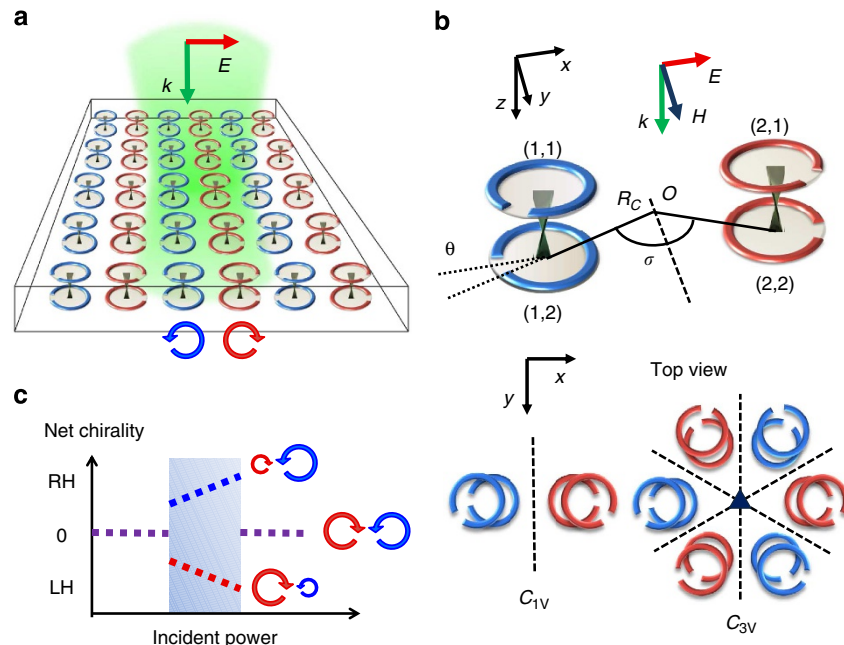 a
E
k
b
x
y
z
E
H
k
(1,1)
(2,1)
R_C
O
θ
σ
(1,2)
(2,2)
x
y
Top view
C_1V
C_3V
c
Net chirality
RH
0
LH
Incident power